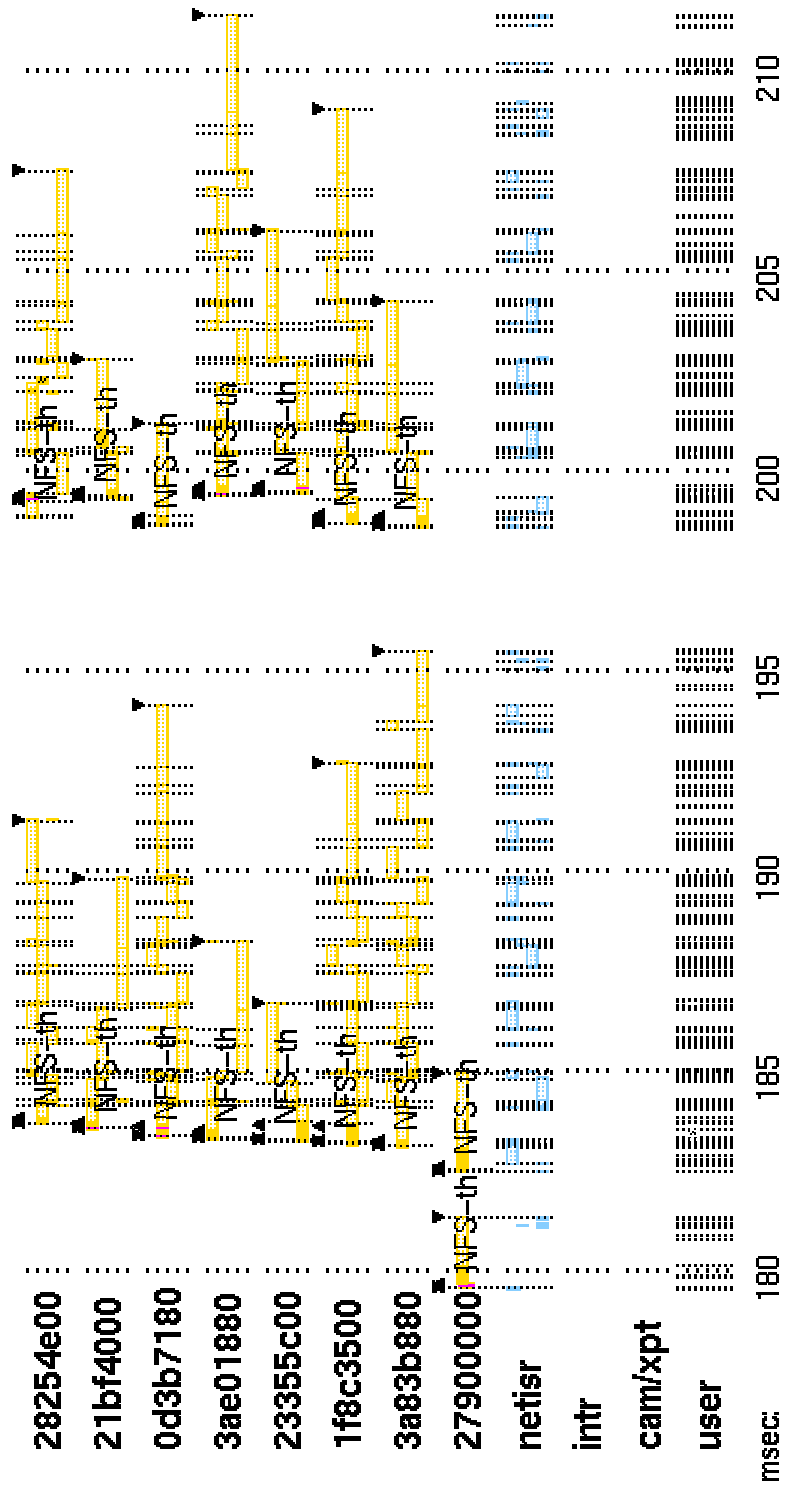 28254e00
NFS-th
NFS-th
21bf4000
NFS-th
NFS-th
0d3b7180
NFS-th
NFS-th
3ae01880
NFS-th
NFS-th
23355c00
NFS-th
NFS-th
1f8c3500
NFS-th
NFS-th
3a83b880
NFS-th
NFS-th
27900000
NFS-th
NFS-th
netisr
intr
cam/xpt
user
msec:
180
185
190
195
200
205
210